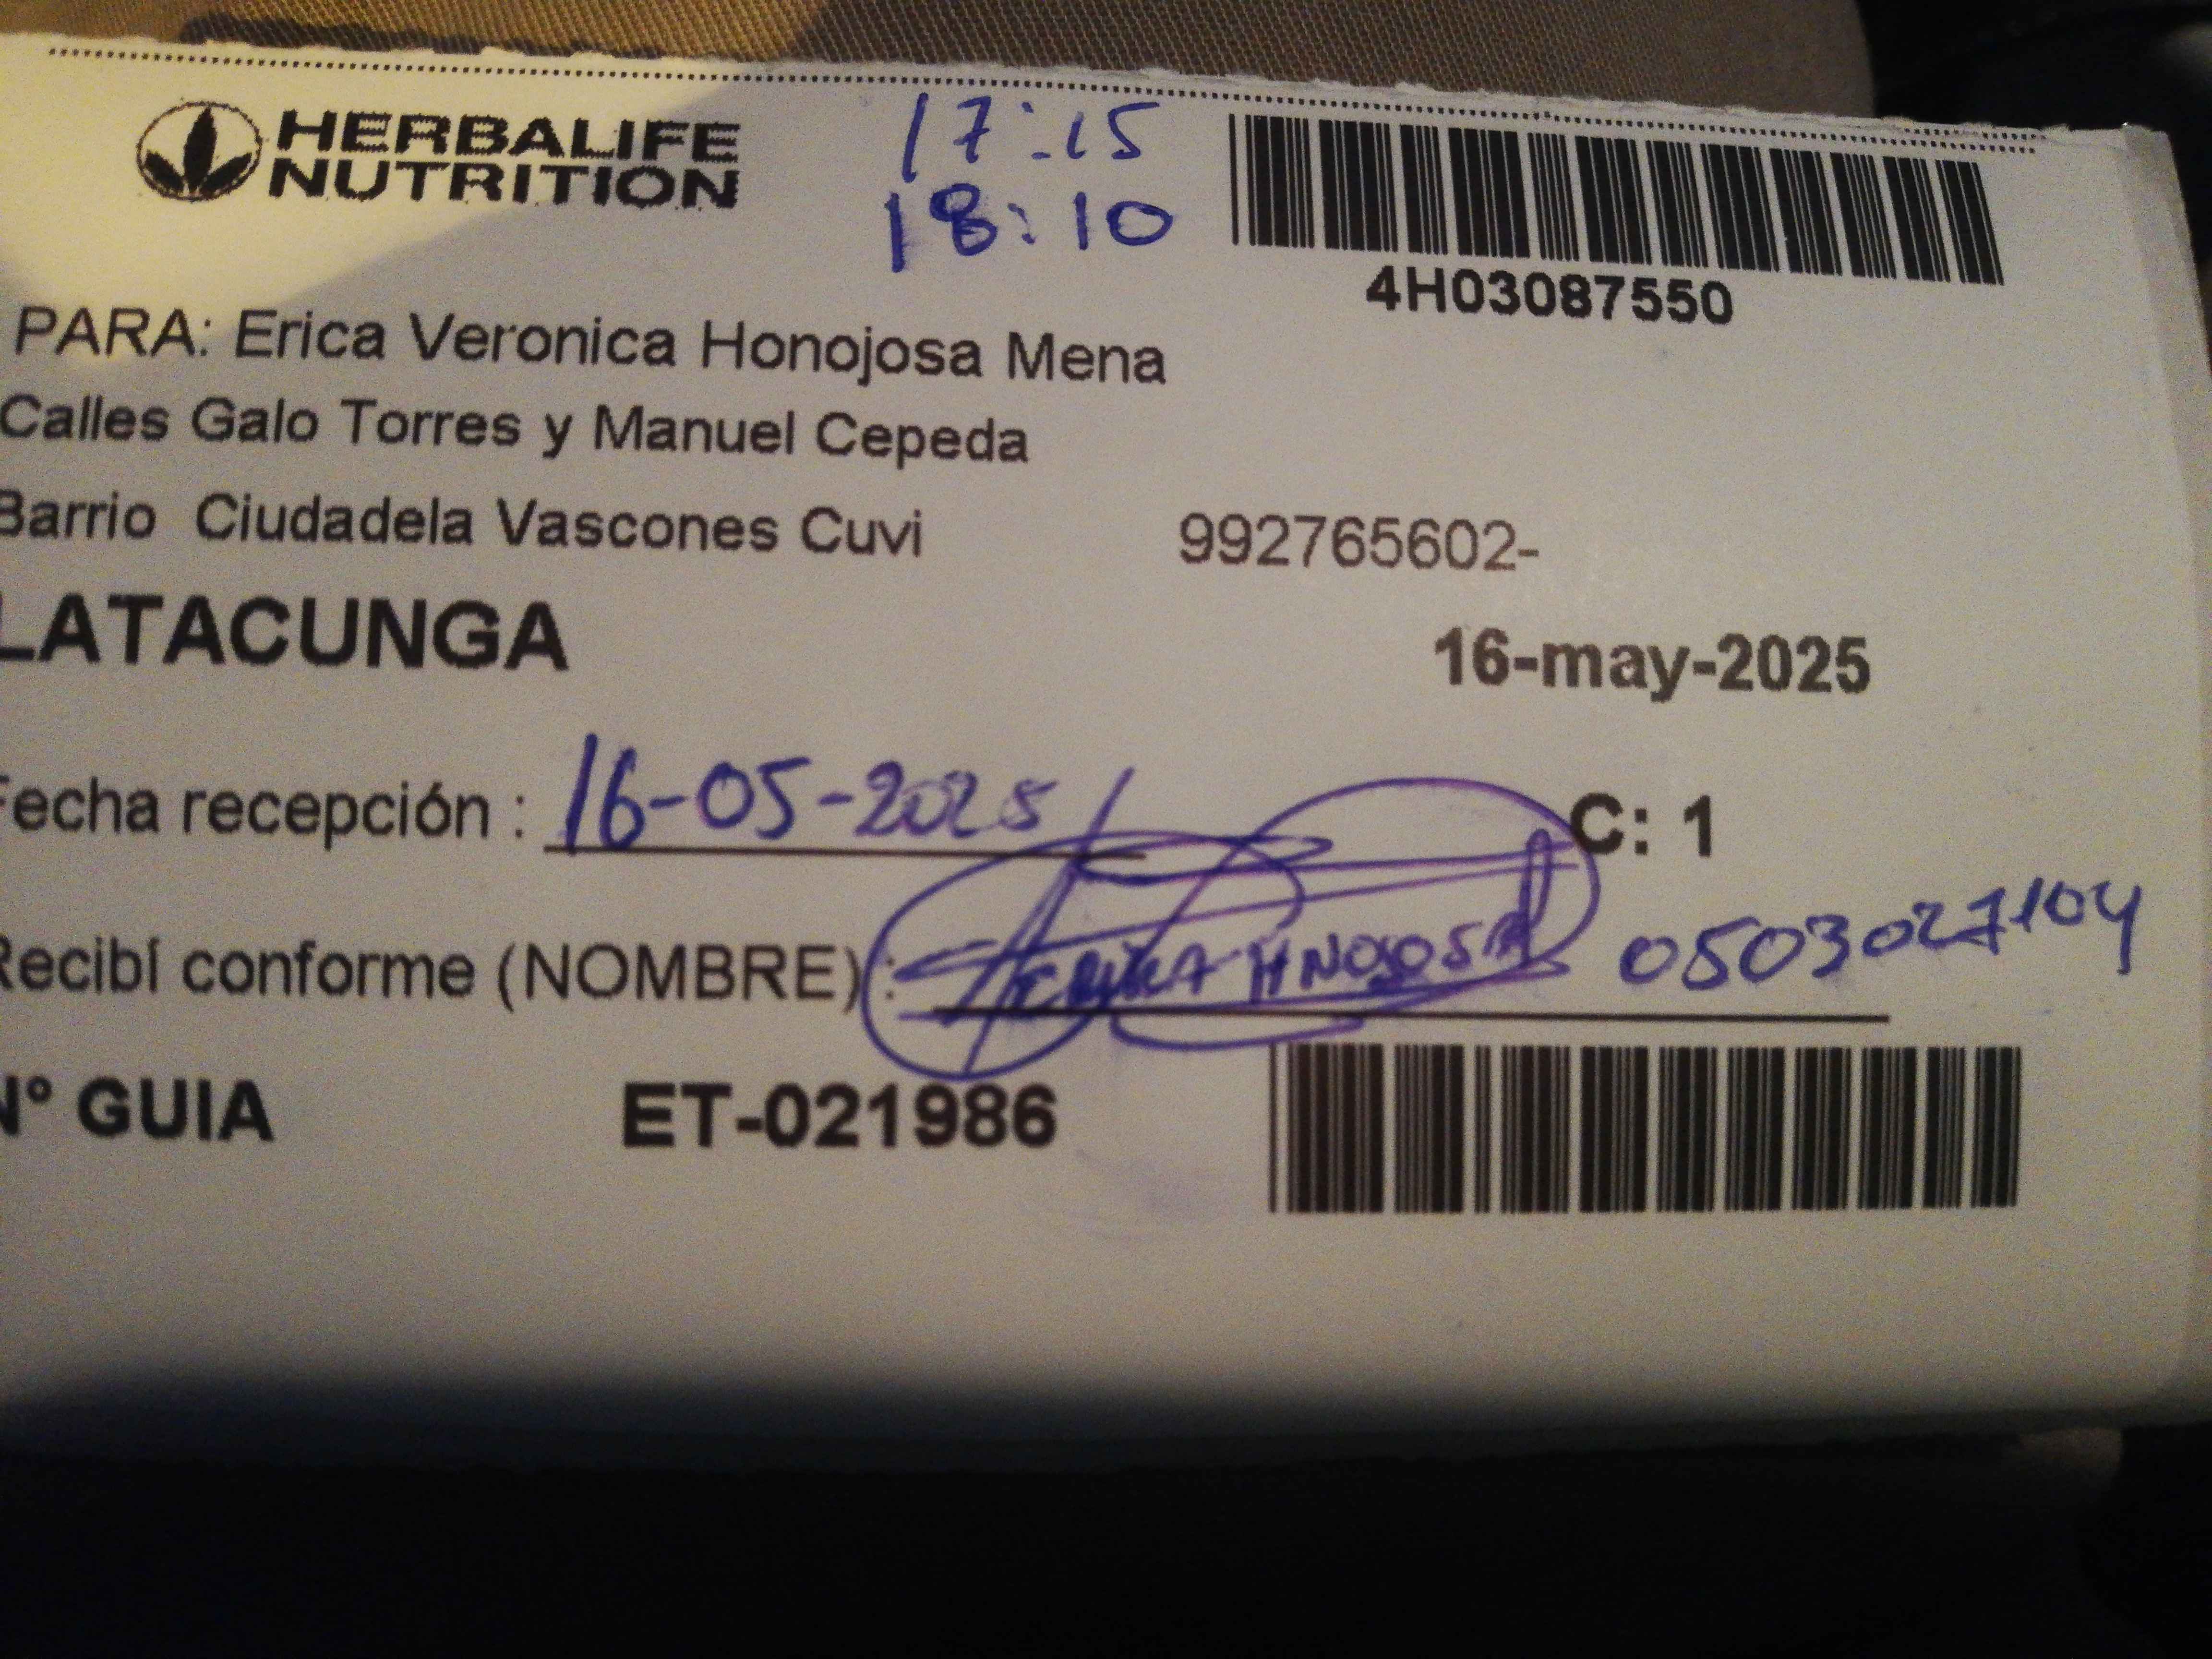 HERBALIFE
NUTRITION
17:15
18:10
4H03087550
PARA: Erica Veronica Honojosa Mena
Calles Galo Torres y Manuel Cepeda
Barrio Ciudadela Vascones Cuvi 992765602-
LATACUNGA
16-may-2025
Fecha recepción : 16-05-2025
C: 1
Recibí conforme (NOMBRE) : 0503027104
N° GUIA ET-021986